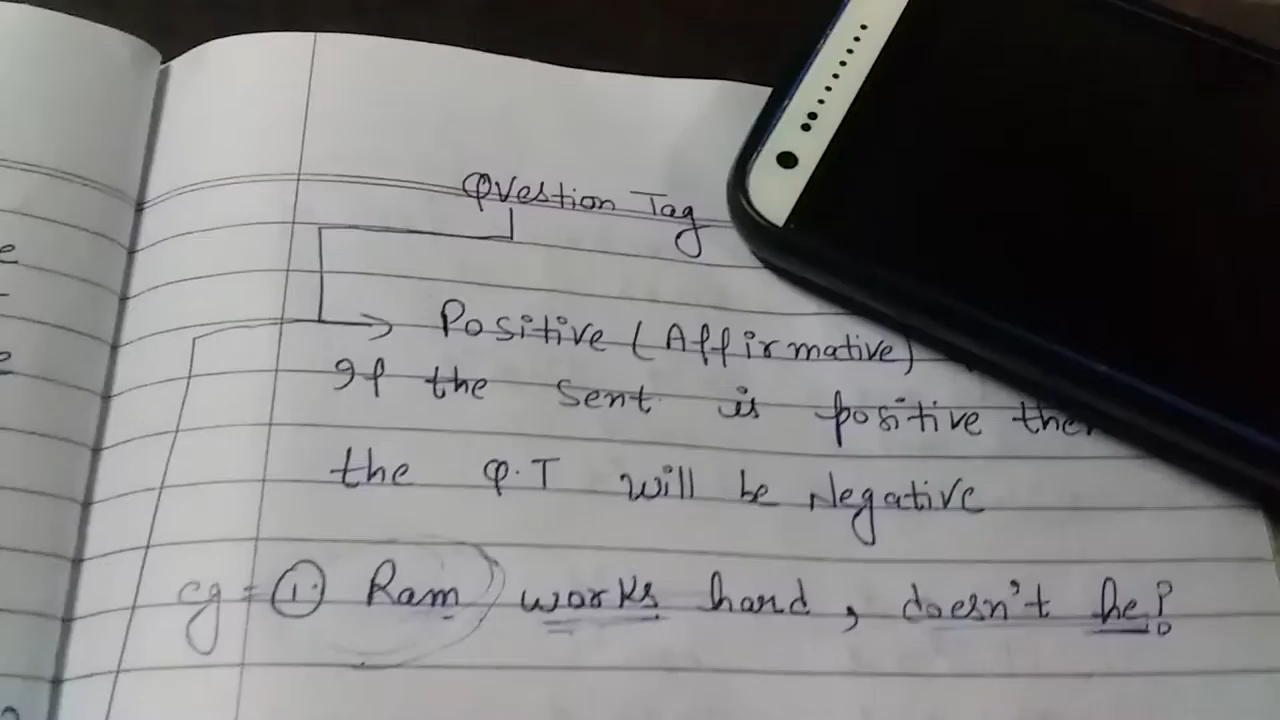 Question Tag
Positive (Affirmative)
If the sent. is positive then
the Q.T will be Negative
eg = ① Ram works hard, doesn't he?